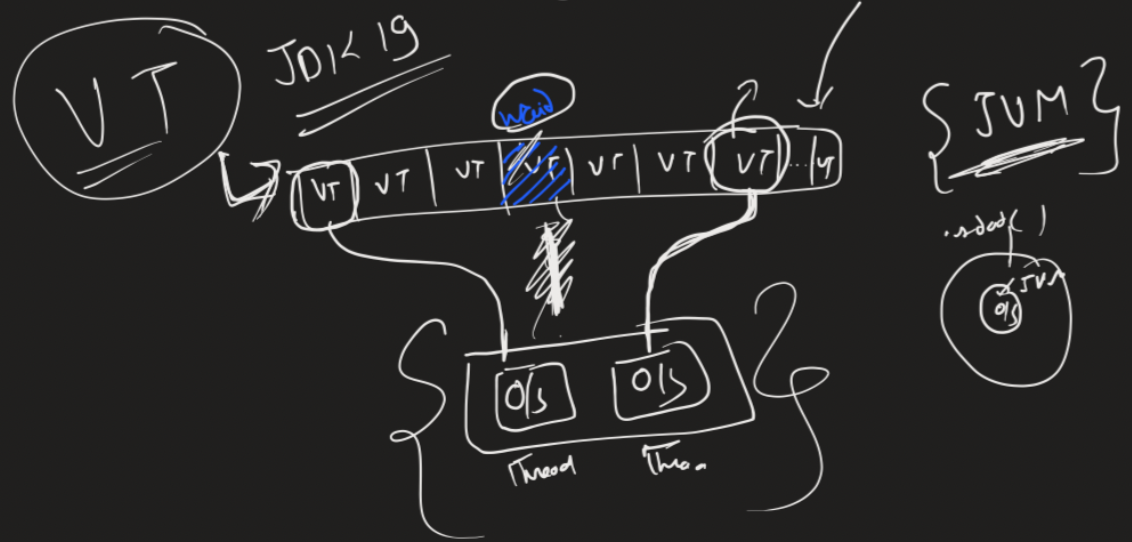 VT
JDK 19
wait
VT VT VT VT VT VT VT ... VT
{ JVM }
O/S O/S
Thread
O/S